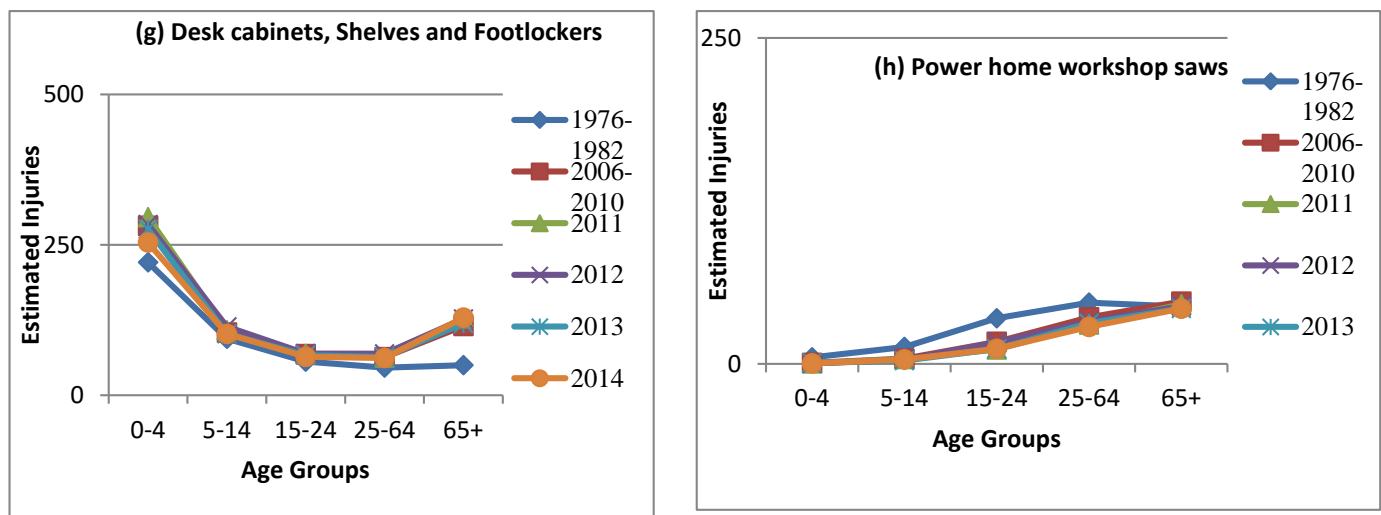 (g) Desk cabinets, Shelves and Footlockers
500
250
0
Estimated Injuries
0-4 5-14 15-24 25-64 65+
Age Groups
1976-
1982
2006-
2010
2011
2012
2013
2014
(h) Power home workshop saws
250
0
Estimated Injuries
0-4 5-14 15-24 25-64 65+
Age Groups
1976-
1982
2006-
2010
2011
2012
2013